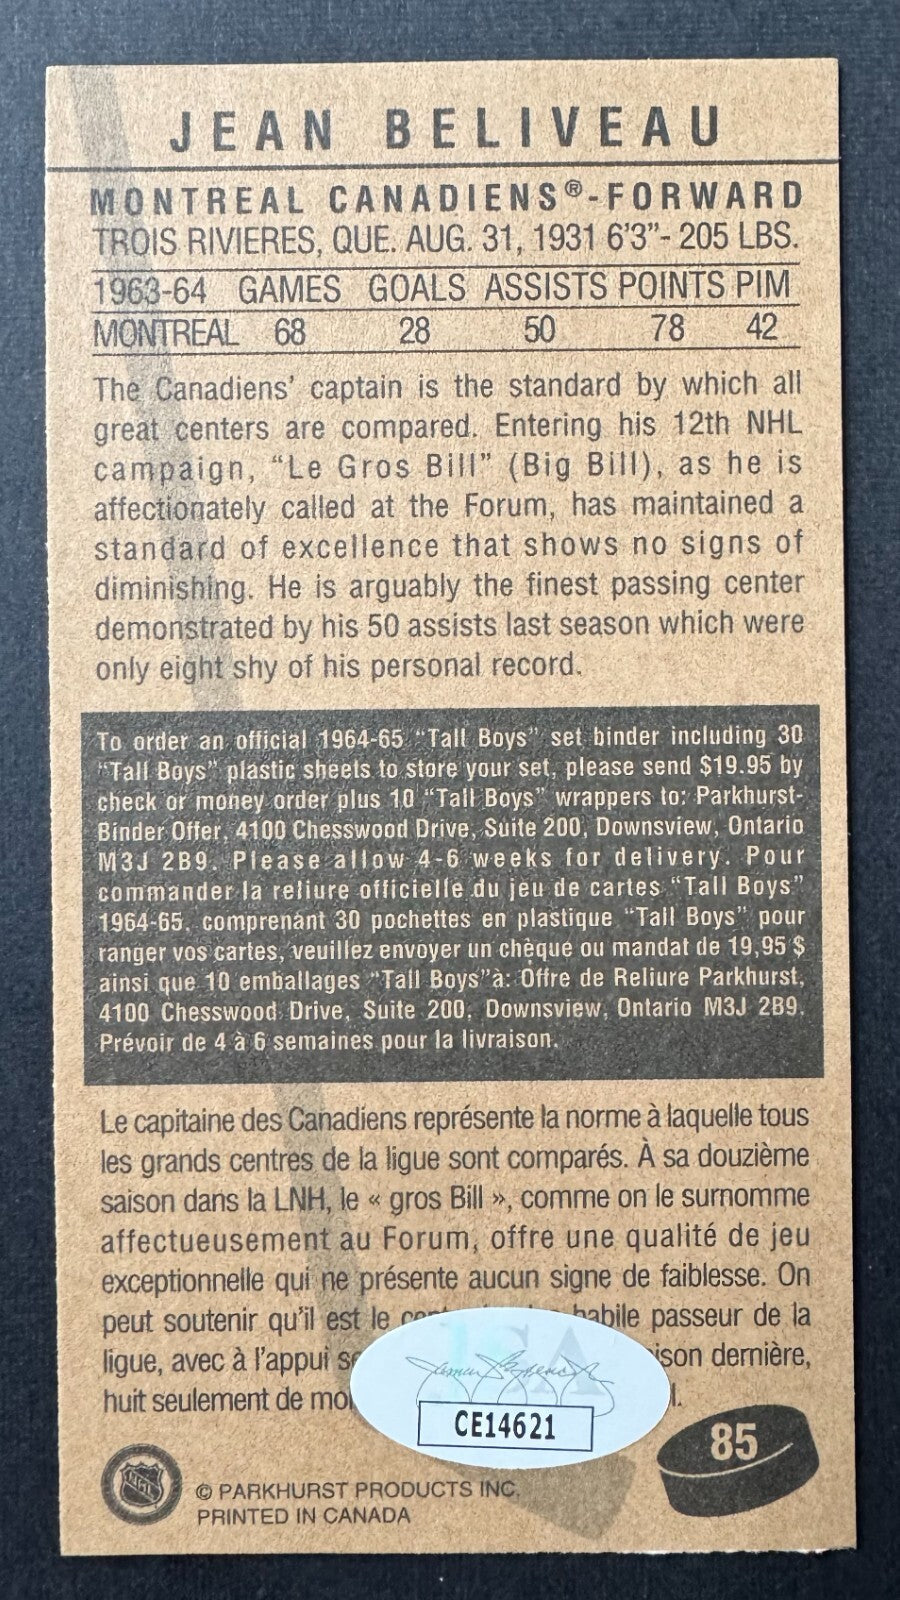 JEAN BELIVEAU
MONTREAL CANADIENS®-FORWARD
TROIS RIVIERES, QUE. AUG. 31, 1931 6'3"- 205 LBS.
1963-64 GAMES GOALS ASSISTS POINTS PIM
MONTREAL 68 28 50 78 42
The Canadiens' captain is the standard by which all
great centers are compared. Entering his 12th NHL
campaign, "Le Gros Bill" (Big Bill), as he is
affectionately called at the Forum, has maintained a
standard of excellence that shows no signs of
diminishing. He is arguably the finest passing center
demonstrated by his 50 assists last season which were
only eight shy of his personal record.
To order an official 1964-65 "Tall Boys" set binder including 30
"Tall Boys" plastic sheets to store your set, please send $19.95 by
check or money order plus 10 "Tall Boys" wrappers to: Parkhurst-
Binder Offer, 4100 Chesswood Drive, Suite 200, Downsview, Ontario
M3J 2B9. Please allow 4-6 weeks for delivery. Pour
commander la reliure officielle du jeu de cartes "Tall Boys"
1964-65, comprenant 30 pochettes en plastique "Tall Boys" pour
ranger vos cartes, veuillez envoyer un chèque ou mandat de 19,95 $
ainsi que 10 emballages "Tall Boys"à: Offre de Reliure Parkhurst,
4100 Chesswood Drive, Suite 200, Downsview, Ontario M3J 2B9.
Prévoir de 4 à 6 semaines pour la livraison.
Le capitaine des Canadiens représente la norme à laquelle tous
les grands centres de la ligue sont comparés. À sa douzième
saison dans la LNH, le « gros Bill », comme on le surnomme
affectueusement au Forum, offre une qualité de jeu
exceptionnelle qui ne présente aucun signe de faiblesse. On
peut soutenir qu'il est le habile passeur de la
ligue, avec à l'appui dernière,
huit seulement de
JSA
CE14621
85
NHL
© PARKHURST PRODUCTS INC.
PRINTED IN CANADA